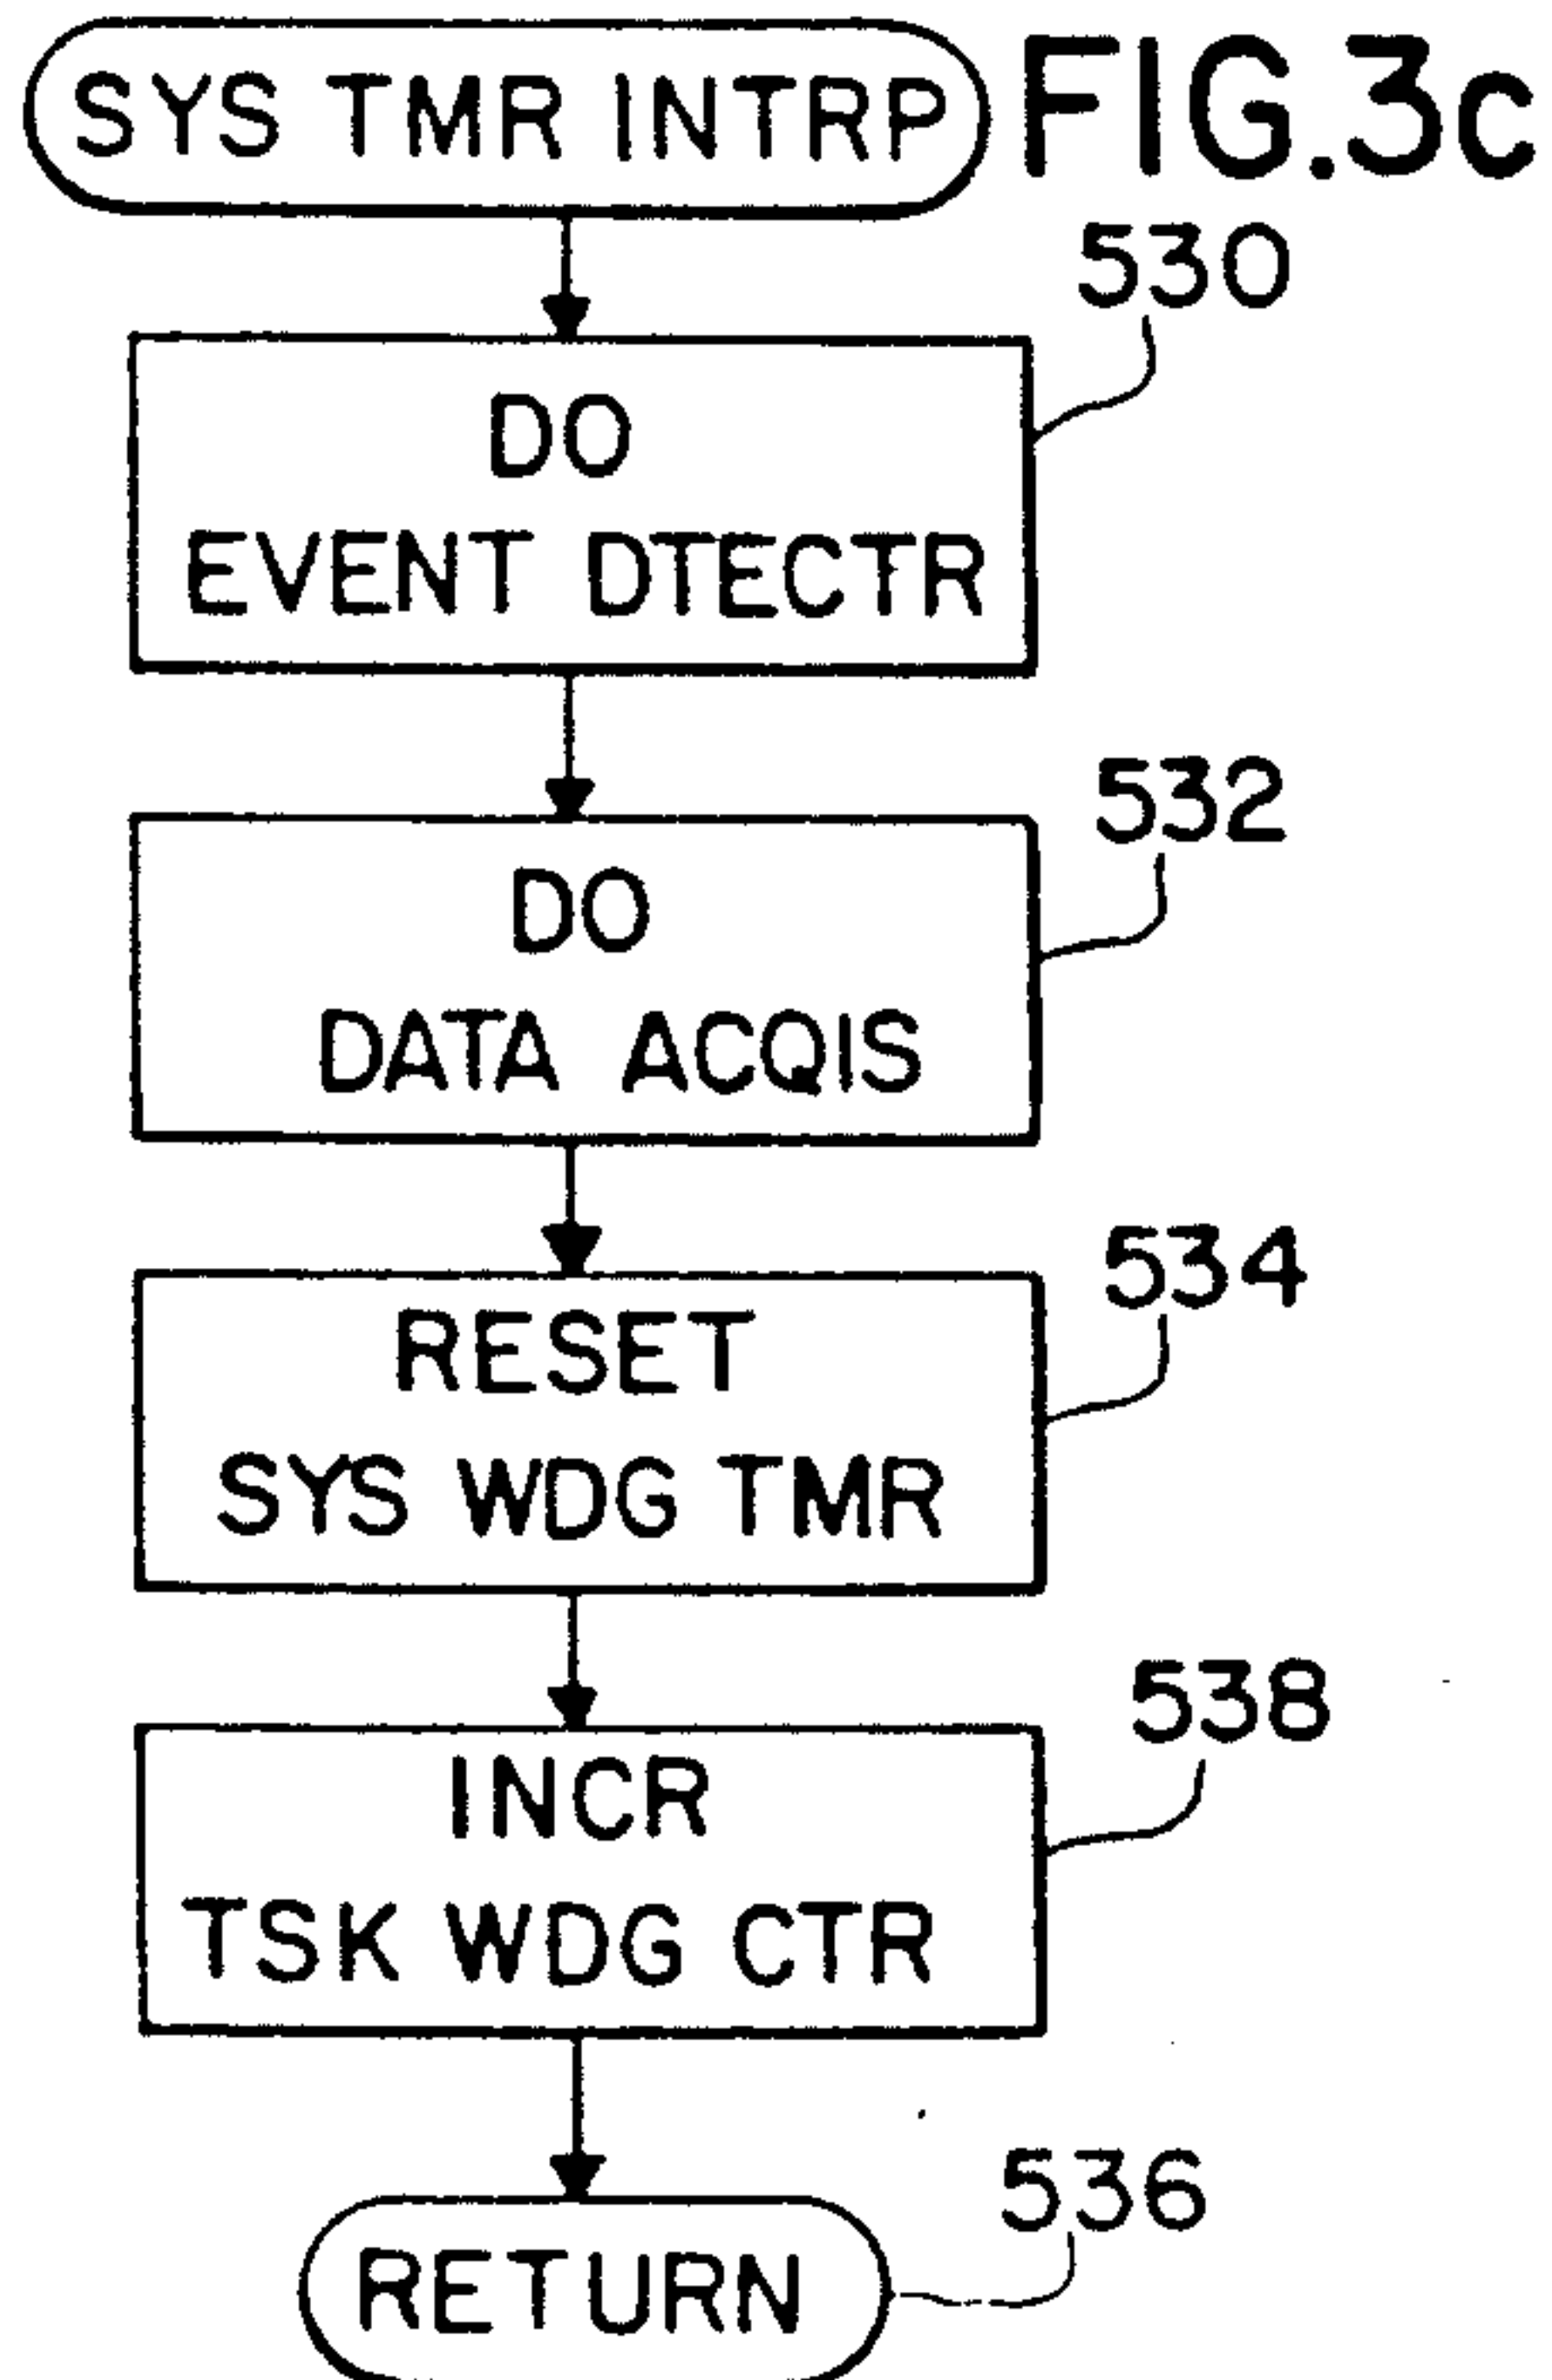 SYS TMR INTRP
FIG.3c
530
DO
EVENT DTECTR
532
DO
DATA ACQIS
534
RESET
SYS WDG TMR
538
INCR
TSK WDG CTR
536
RETURN